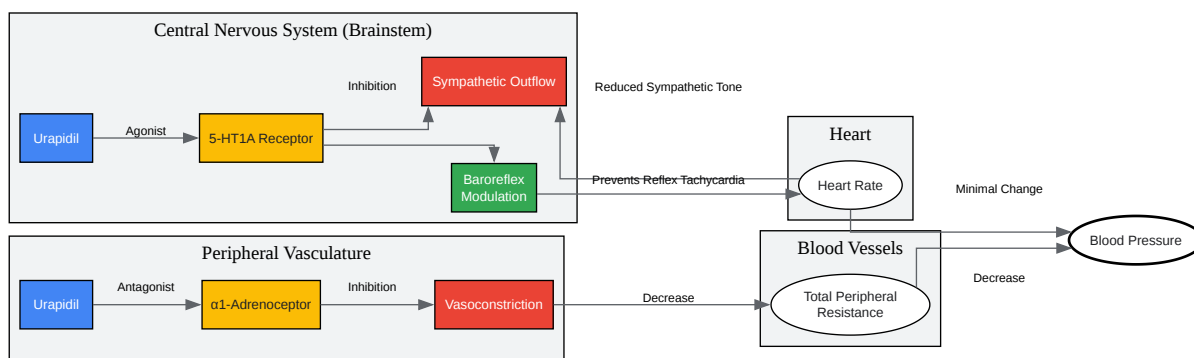 Central Nervous System (Brainstem)
Urapidil
Agonist
5-HT1A Receptor
Inhibition
Sympathetic Outflow
Baroreflex
Modulation
Reduced Sympathetic Tone
Prevents Reflex Tachycardia
Heart
Heart Rate
Minimal Change
Blood Pressure
Peripheral Vasculature
Urapidil
Antagonist
α1-Adrenoceptor
Inhibition
Vasoconstriction
Decrease
Blood Vessels
Total Peripheral
Resistance
Decrease